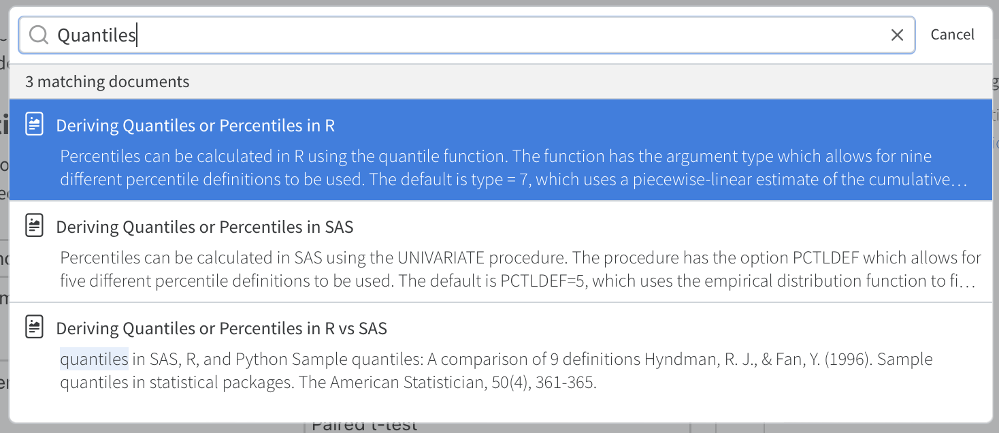 Quantiles
Cancel
3 matching documents
Deriving Quantiles or Percentiles in R
Percentiles can be calculated in R using the quantile function. The function has the argument type which allows for nine
different percentile definitions to be used. The default is type = 7, which uses a piecewise-linear estimate of the cumulative…
Deriving Quantiles or Percentiles in SAS
Percentiles can be calculated in SAS using the UNIVARIATE procedure. The procedure has the option PCTLDEF which allows for
five different percentile definitions to be used. The default is PCTLDEF=5, which uses the empirical distribution function to fi…
Deriving Quantiles or Percentiles in R vs SAS
quantiles in SAS, R, and Python Sample quantiles: A comparison of 9 definitions Hyndman, R. J., & Fan, Y. (1996). Sample
quantiles in statistical packages. The American Statistician, 50(4), 361-365.
Paired t-test